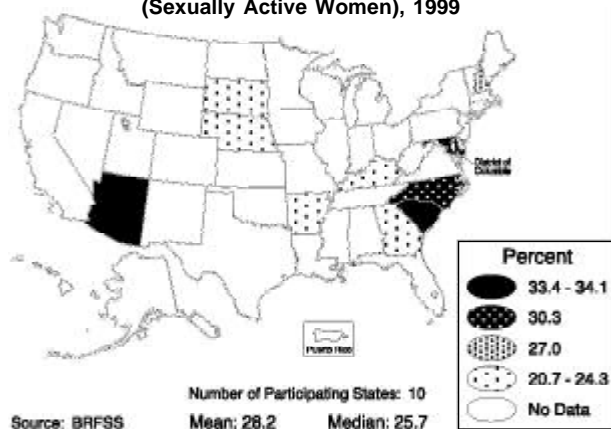 (Sexually Active Women), 1999
District of
Columbia
Percent
33.4 - 34.1
30.3
27.0
20.7 - 24.3
No Data
Puerto Rico
Number of Participating States: 10
Source: BRFSS
Mean: 28.2
Median: 25.7